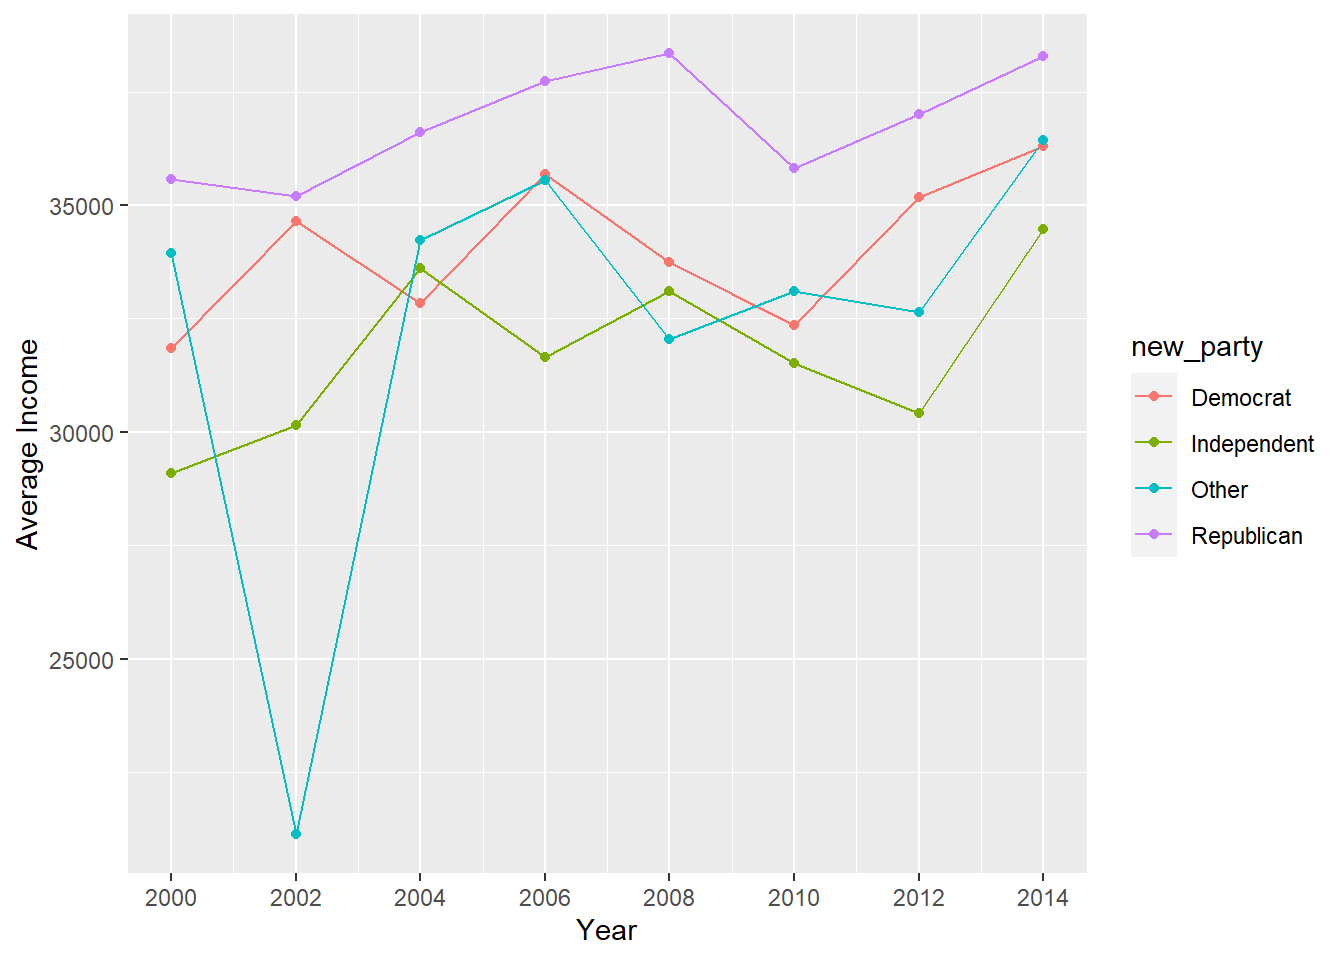 35000
30000
25000
Average Income
2000 2002 2004 2006 2008 2010 2012 2014
Year
new_party
Democrat
Independent
Other
Republican